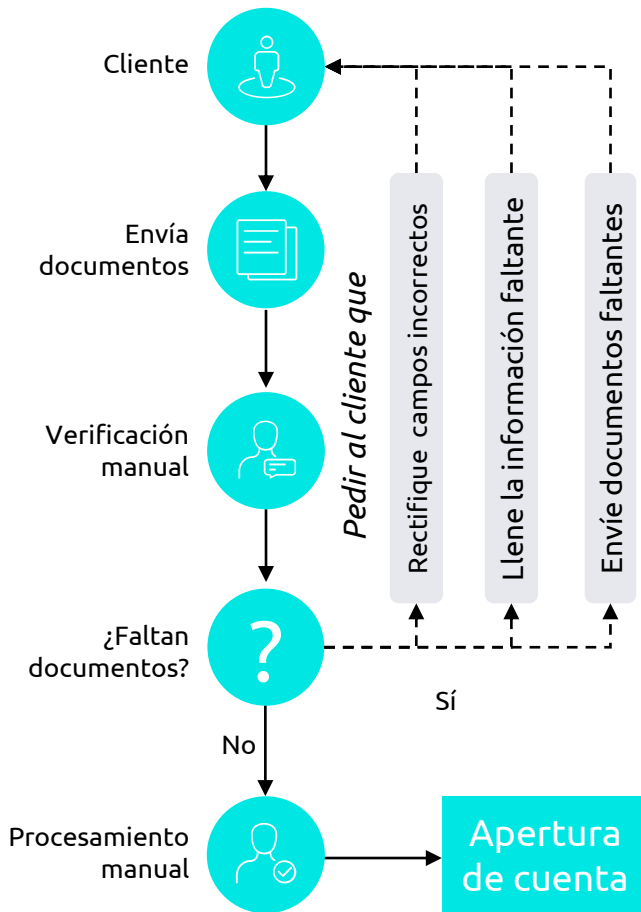 Cliente
Envía
documentos
Verificación
manual
¿Faltan
documentos?
?
No
Sí
Pedir al cliente que
Rectifique campos incorrectos
Llene la información faltante
Envíe documentos faltantes
Procesamiento
manual
Apertura
de cuenta